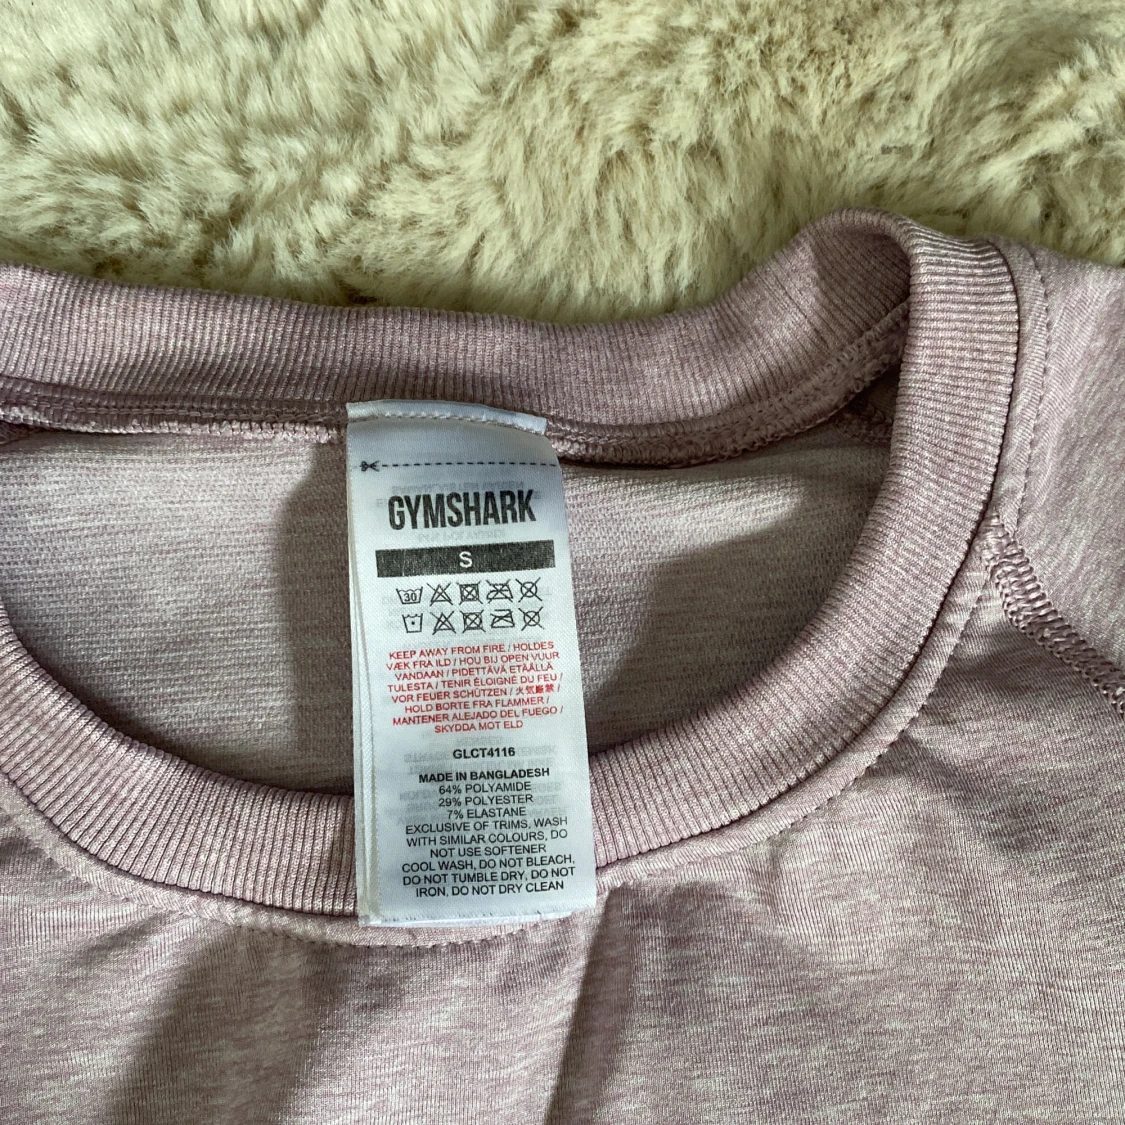 GYMSHARK
S
30
KEEP AWAY FROM FIRE / HOLDES
VÆK FRA ILD / HOU BIJ OPEN VUUR
VANDAAN / PIDETTÄVÄ ETÄÄLLÄ
TULESTA / TENIR ÉLOIGNÉ DU FEU /
VOR FEUER SCHÜTZEN / 火気厳禁 /
HOLD BORTE FRA FLAMMER /
MANTENER ALEJADO DEL FUEGO /
SKYDDA MOT ELD
GLCT4116
MADE IN BANGLADESH
64% POLYAMIDE
29% POLYESTER
7% ELASTANE
EXCLUSIVE OF TRIMS, WASH
WITH SIMILAR COLOURS, DO
NOT USE SOFTENER
COOL WASH, DO NOT BLEACH,
DO NOT TUMBLE DRY, DO NOT
IRON, DO NOT DRY CLEAN